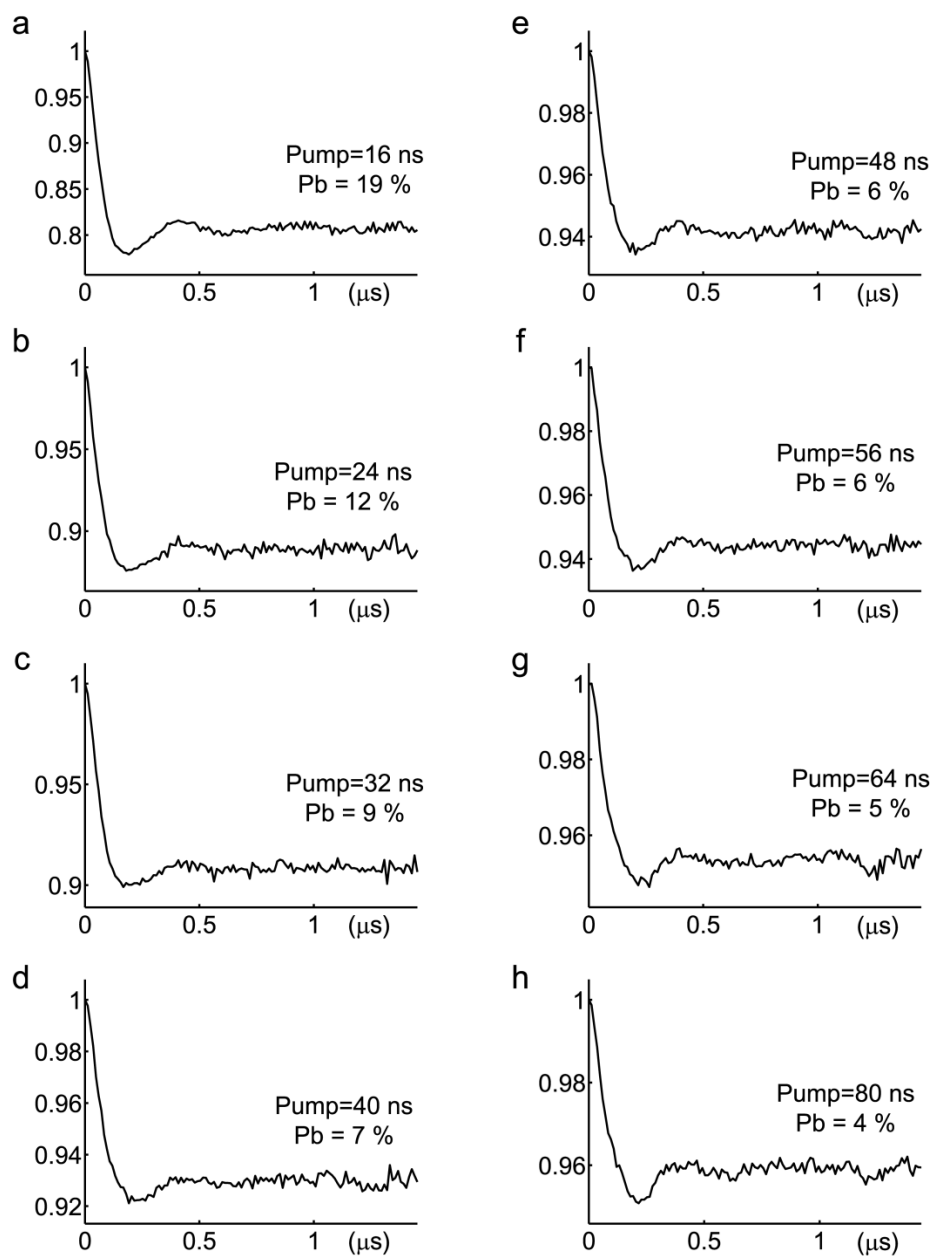 a
1
0.95
0.9
0.85
0.8
Pump=16 ns
Pb = 19 %
0 0.5 1 (μs)
b
1
0.95
0.9
Pump=24 ns
Pb = 12 %
0 0.5 1 (μs)
c
1
0.95
0.9
Pump=32 ns
Pb = 9 %
0 0.5 1 (μs)
d
1
0.98
0.96
0.94
0.92
Pump=40 ns
Pb = 7 %
0 0.5 1 (μs)
e
1
0.98
0.96
0.94
Pump=48 ns
Pb = 6 %
0 0.5 1 (μs)
f
1
0.98
0.96
0.94
Pump=56 ns
Pb = 6 %
0 0.5 1 (μs)
g
1
0.98
0.96
Pump=64 ns
Pb = 5 %
0 0.5 1 (μs)
h
1
0.98
0.96
Pump=80 ns
Pb = 4 %
0 0.5 1 (μs)